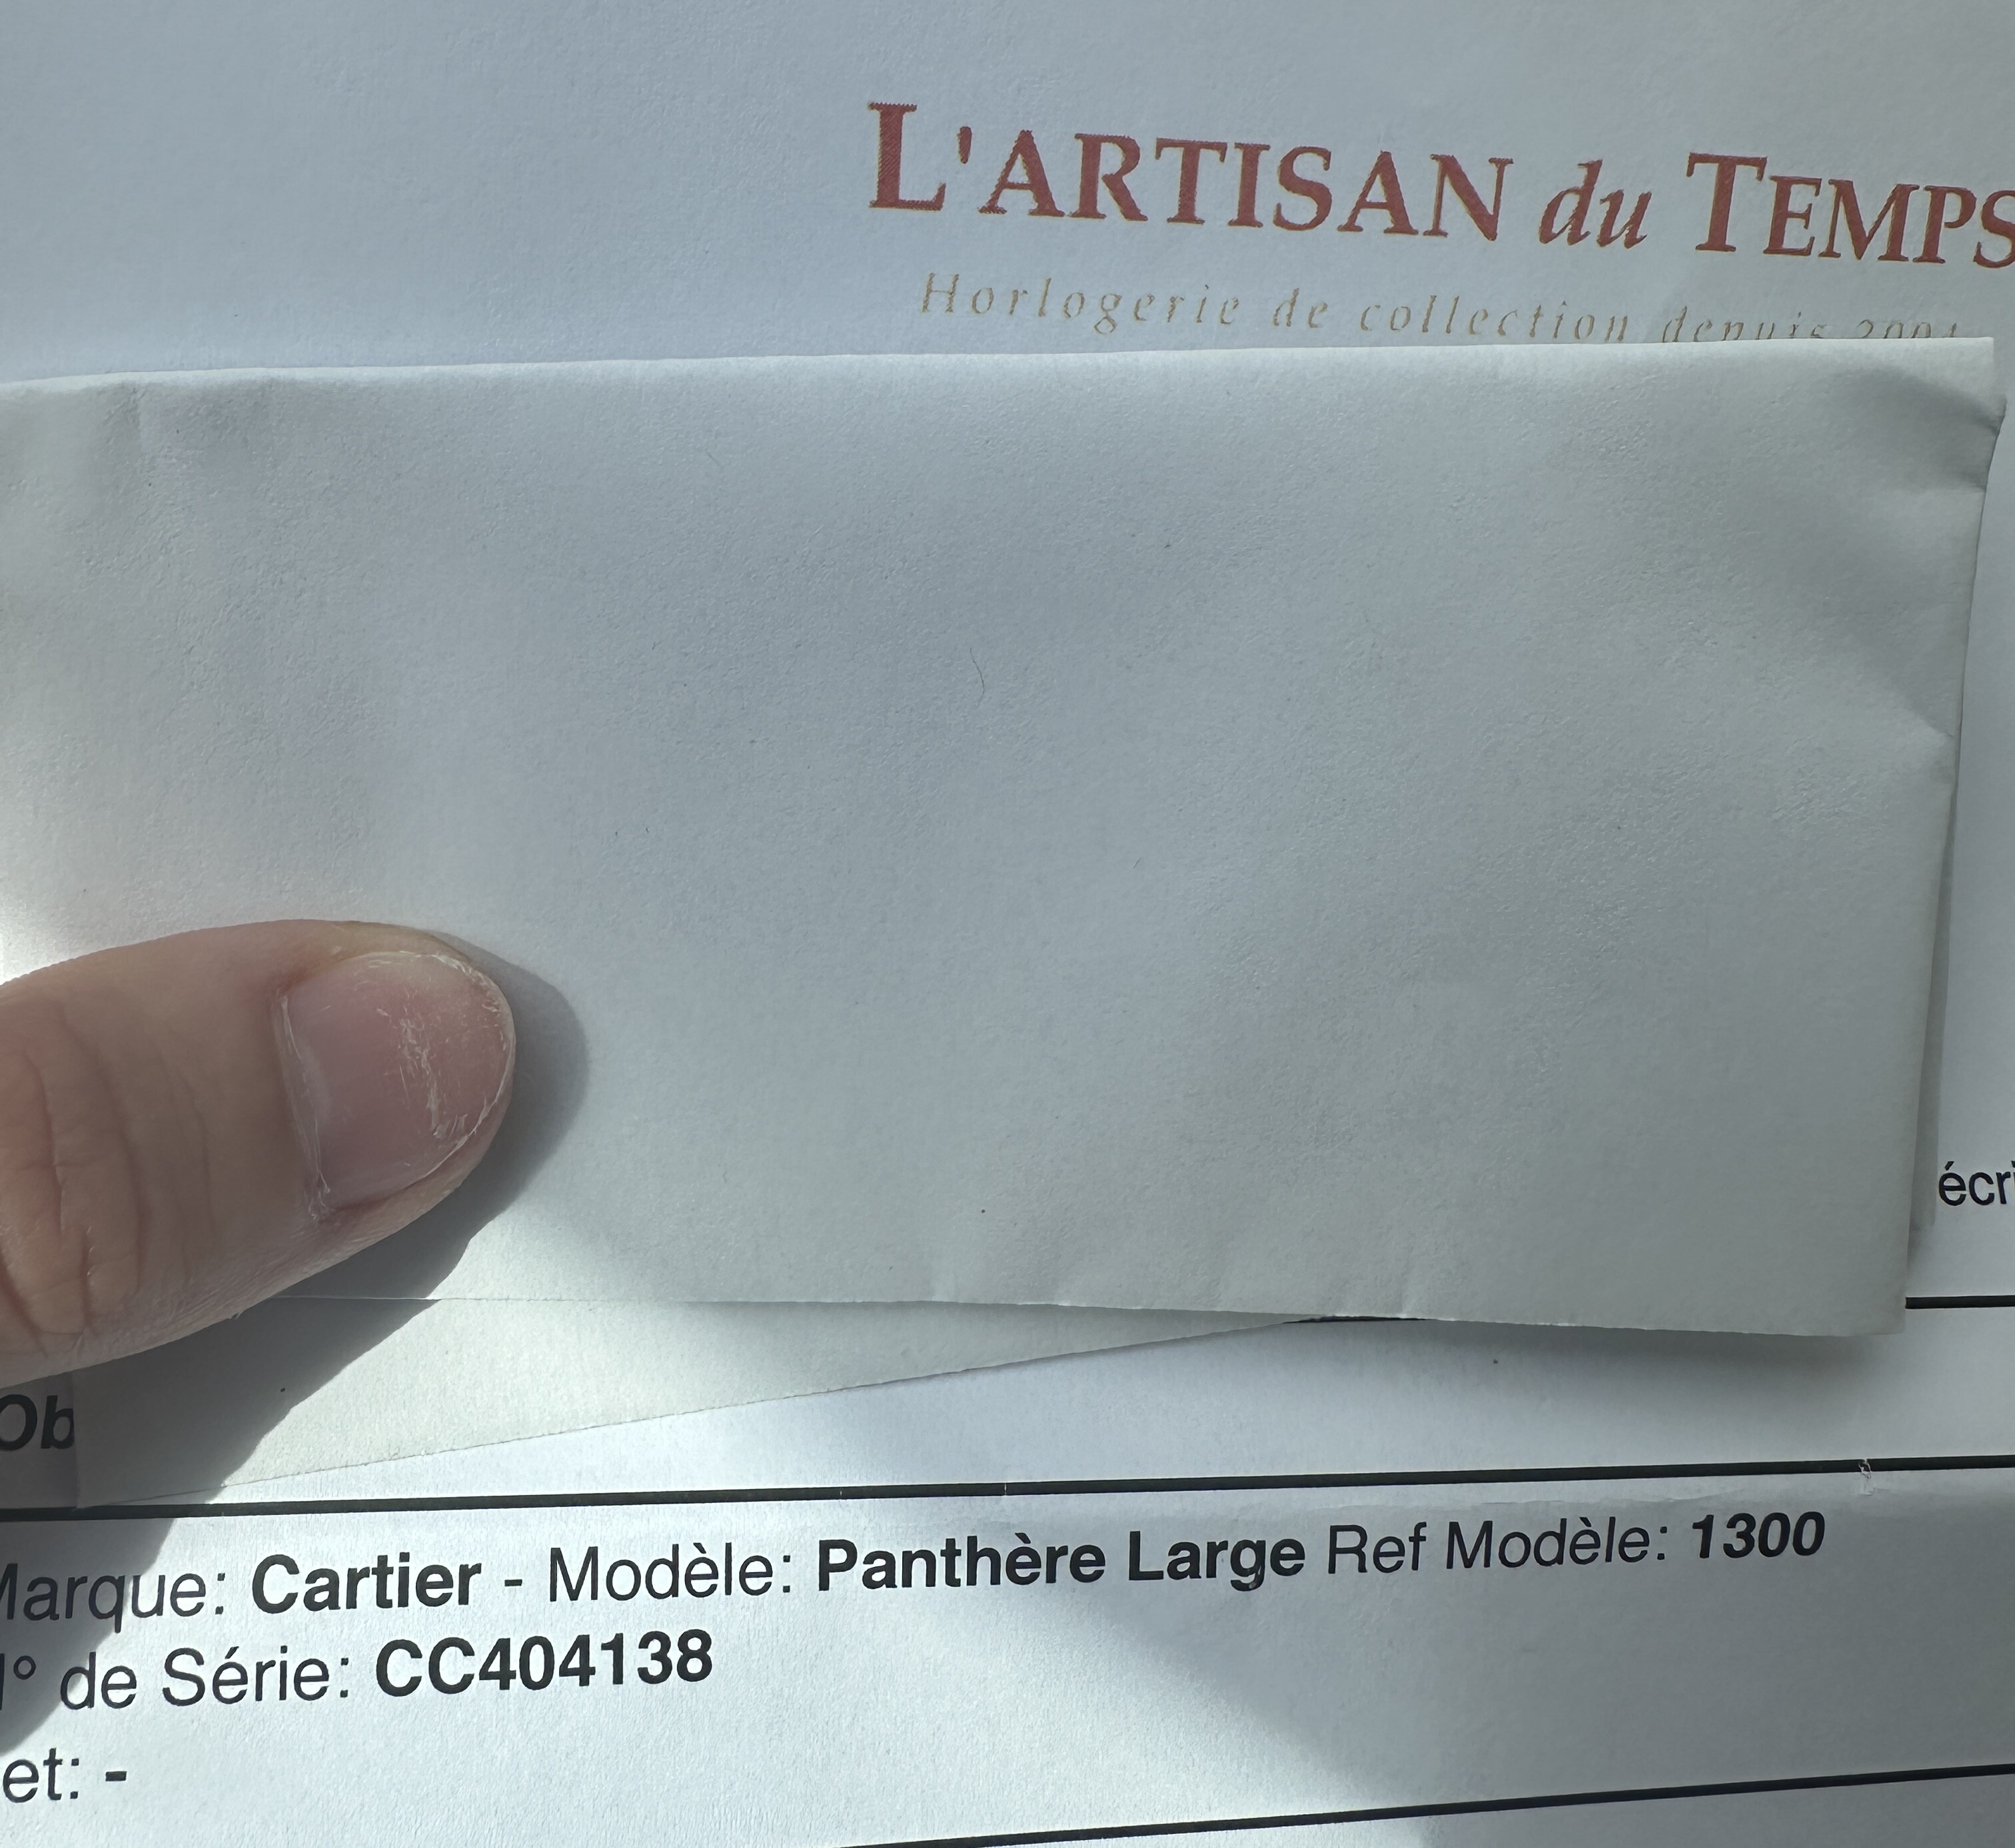 L'ARTISAN du TEMPS
Horlogerie de collection depuis
écri
Ob
Marque: Cartier - Modèle: Panthère Large Ref Modèle: 1300
N° de Série: CC404138
et: -